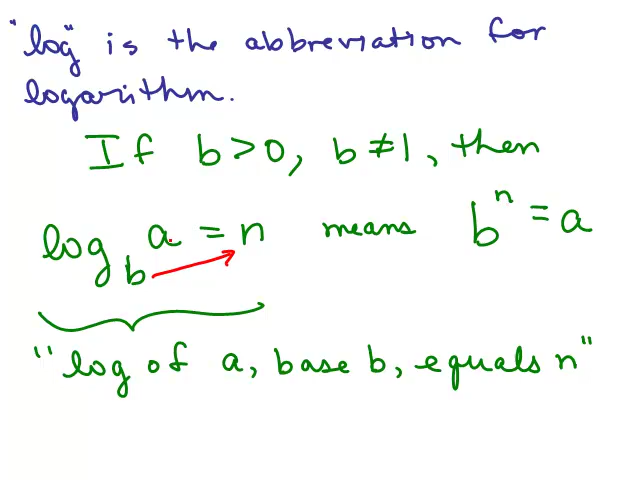 "log" is the abbreviation for
logarithm.
If b > 0, b ≠ 1, then
log_b a = n means b^n = a
"log of a, base b, equals n"